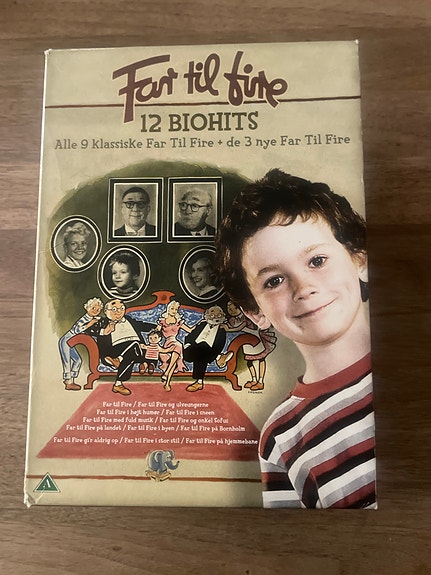 Far til fire
12 BIOHITS
Alle 9 klassiske Far Til Fire + de 3 nye Far Til Fire
Far til Fire / Far til Fire og ulveungerne
Far til Fire i højt humør / Far til Fire i sneen
Far til Fire med fuld musik / Far til Fire og onkel Sofus
Far til Fire på landet / Far til Fire i byen / Far til Fire på Bornholm
Far til Fire gi'r aldrig op / Far til Fire i stor stil / Far til Fire på hjemmebane
A